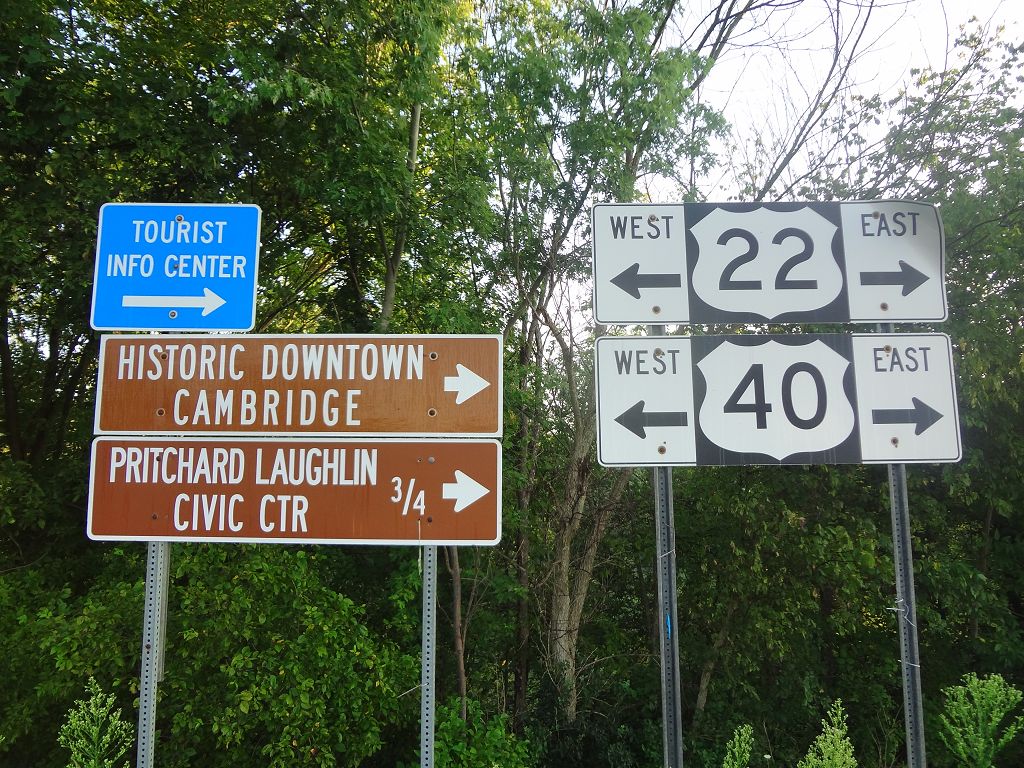 TOURIST
INFO CENTER
HISTORIC DOWNTOWN
CAMBRIDGE
PRITCHARD LAUGHLIN
CIVIC CTR 3/4
WEST 22 EAST
WEST 40 EAST